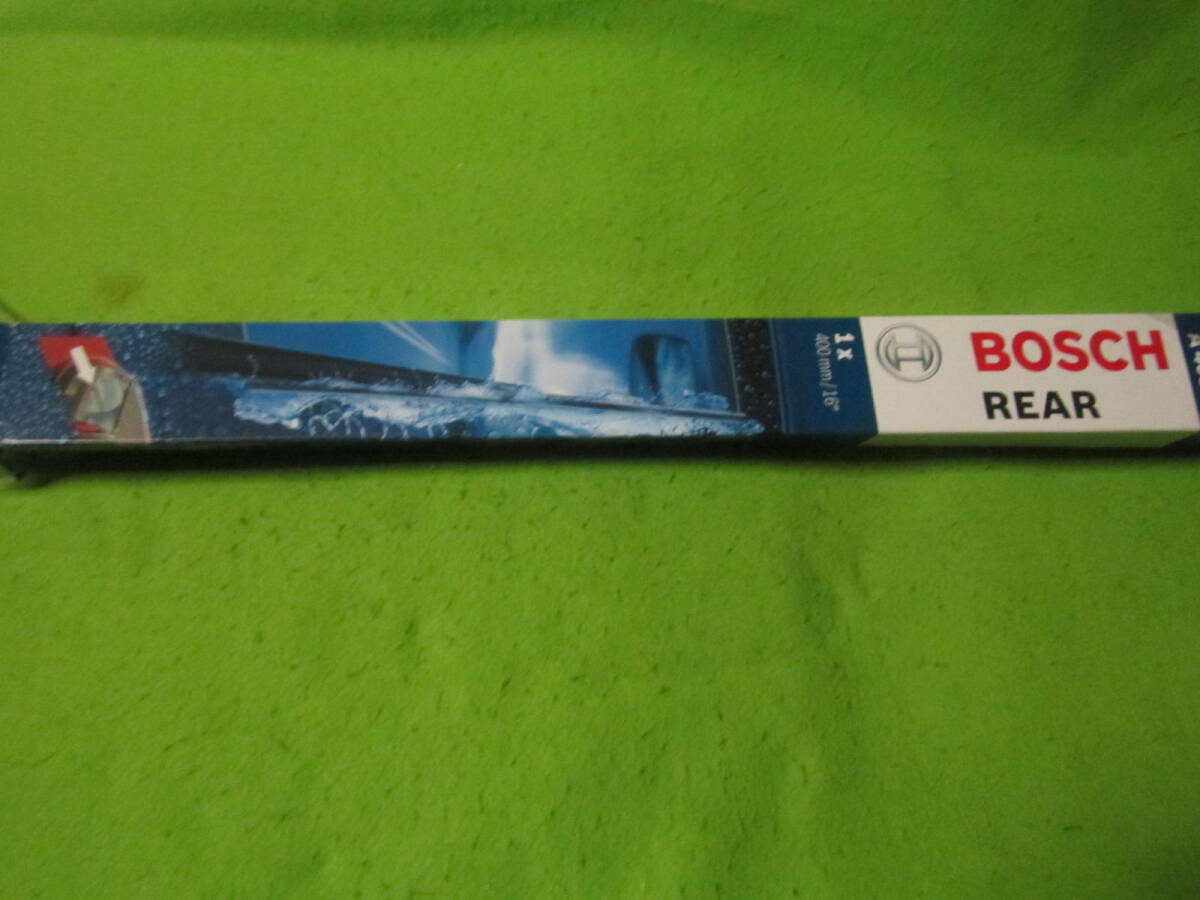 1 x
400 mm / 16"
BOSCH
REAR